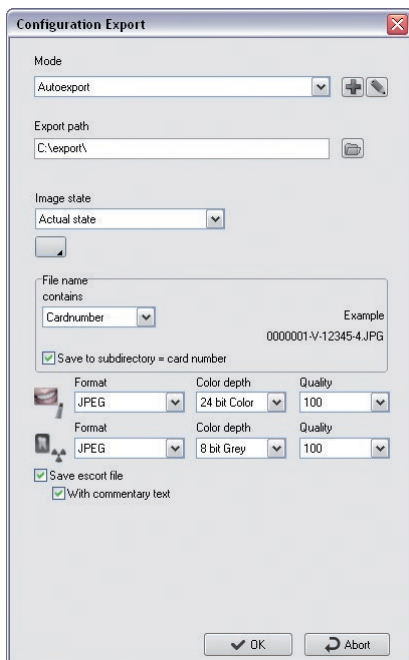 Configuration Export
Mode
Autoexport
Export path
C:\export\
Image state
Actual state
File name
contains
Cardnumber
Example
0000001-V-12345-4.JPG
Save to subdirectory = card number
Format Color depth Quality
JPEG 24 bit Color 100
Format Color depth Quality
JPEG 8 bit Grey 100
Save escort file
With commentary text
OK Abort